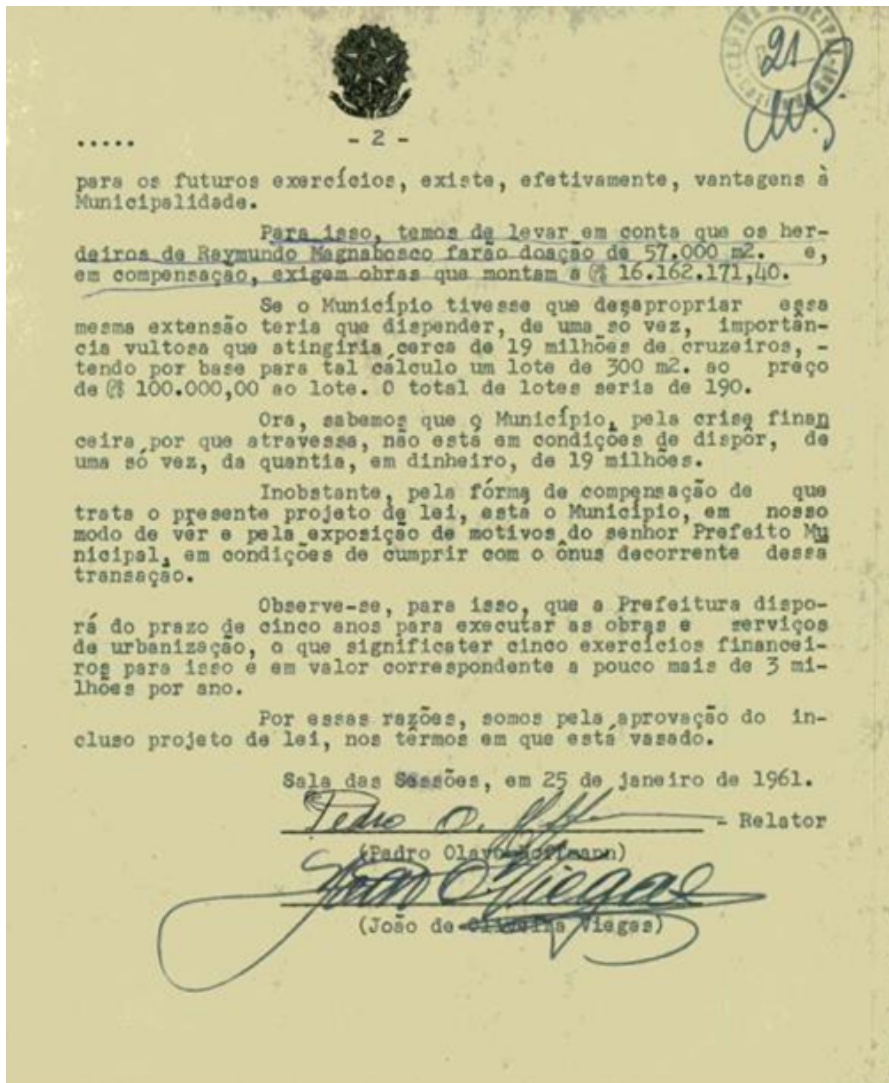 21
.....
- 2 -
para os futuros exercícios, existe, efetivamente, vantagens à
Municipalidade.
Para isso, temos de levar em conta que os her-
deiros de Raymundo Magnabosco farão doação de 57.000 m2. e,
em compensação, exigem obras que montam a Cr$ 16.162.171,40.
Se o Município tivesse que desapropriar essa
mesma extensão teria que dispender, de uma so vez, importân-
cia vultosa que atingiria cerca de 19 milhões de cruzeiros, -
tendo por base para tal cálculo um lote de 300 m2. ao preço
de Cr$ 100.000,00 ao lote. O total de lotes seria de 190.
Ora, sabemos que o Município, pela crise finan
ceira por que atravessa, não está em condições de dispôr, de
uma só vez, da quantia, em dinheiro, de 19 milhões.
Inobstante, pela fórma de compensação de que
trata o presente projeto de lei, está o Município, em nosso
modo de vêr e pela exposição de motivos do senhor Prefeito Mu
nicipal, em condições de cumprir com o ônus decorrente dessa
transação.
Observe-se, para isso, que a Prefeitura dispo-
rá do prazo de cinco anos para executar as obras e serviços
de urbanização, o que significater cinco exercícios financei-
ros para isso e em valor correspondente a pouco mais de 3 mi-
lhões por ano.
Por essas razões, somos pela aprovação do in-
cluso projeto de lei, nos têrmos em que está vasado.
Sala das Sessões, em 25 de janeiro de 1961.
Pedro O. - Relator
(Pedro Olavo Hoffmann)
João O Viegas
(João de Oliveira Viegas)